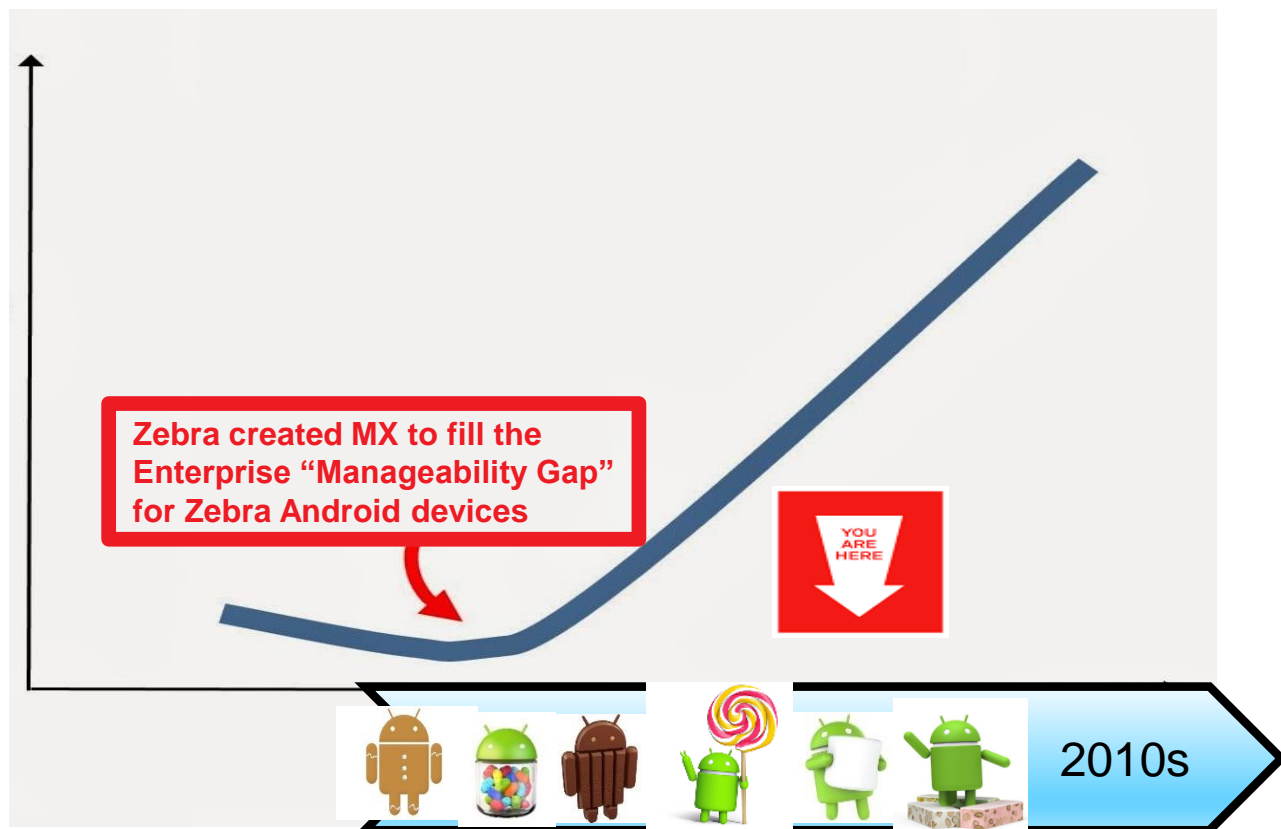 Zebra created MX to fill the
Enterprise “Manageability Gap”
for Zebra Android devices
YOU
ARE
HERE
2010s